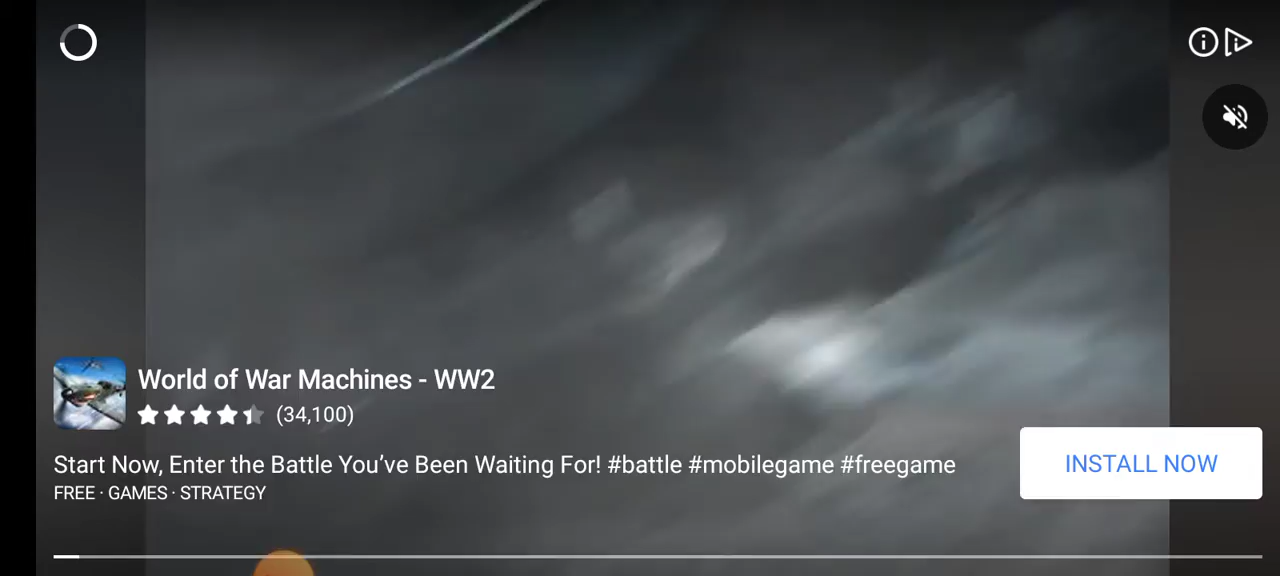 World of War Machines - WW2
(34,100)
Start Now, Enter the Battle You’ve Been Waiting For! #battle #mobilegame #freegame
FREE · GAMES · STRATEGY
INSTALL NOW